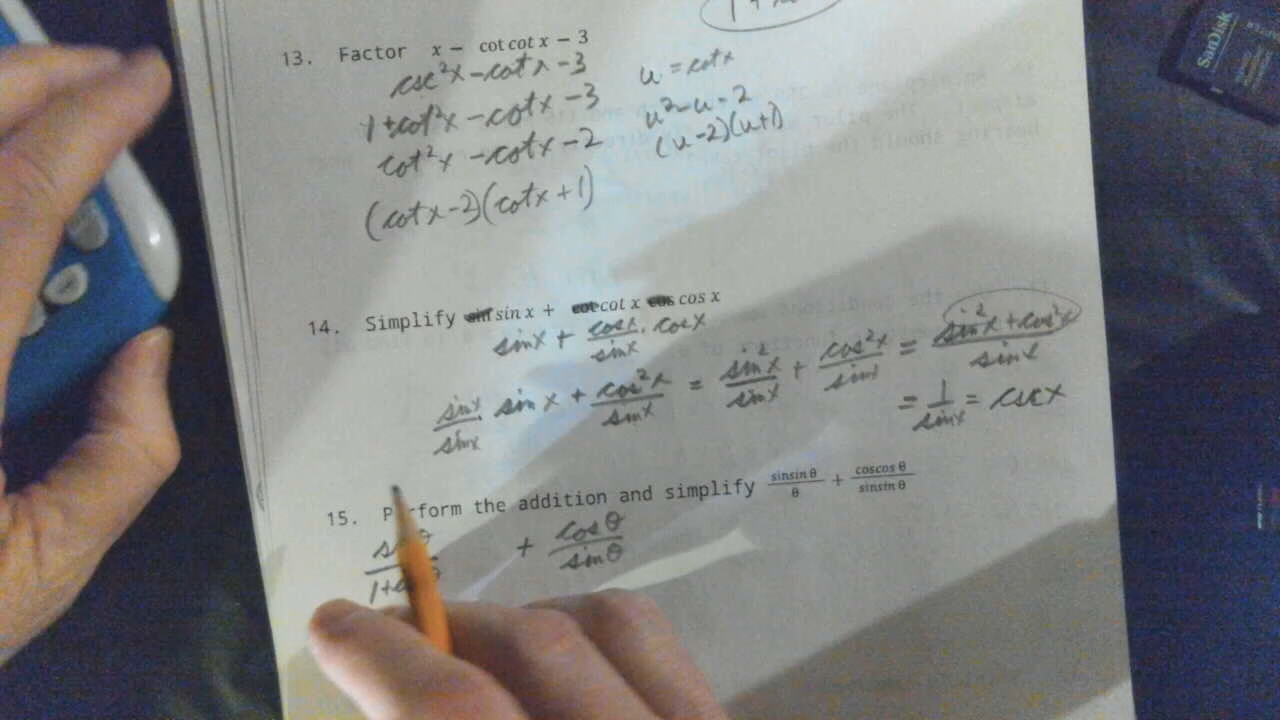 13. Factor x − cot cot x − 3
csc²x − cot x − 3
u = cot x
1 + cot²x − cot x − 3
u² − u − 2
cot²x − cot x − 2
(u − 2)(u + 1)
(cot x − 2)(cot x + 1)
14. Simplify sin x + cot x cos x
sin x + cos x / sin x · cos x
sin x / sin x sin x + cos²x / sin x = sin²x / sin x + cos²x / sin x = sin²x + cos²x / sin x
= 1 / sin x = csc x
15. Perform the addition and simplify sinsin θ / θ + coscos θ / sinsin θ
+ cos θ / sin θ
SanDisk